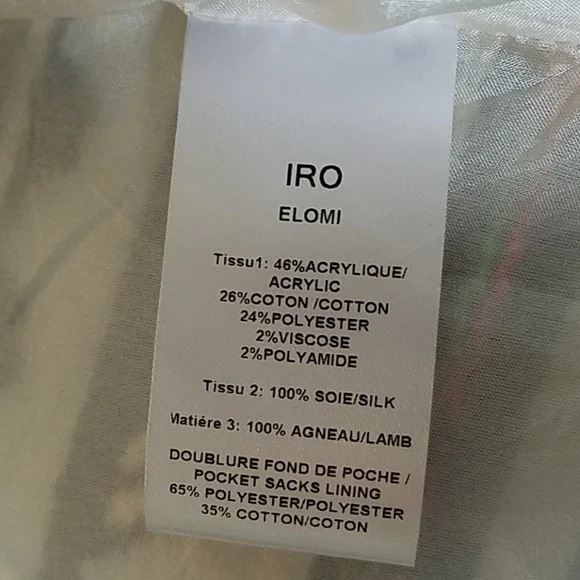 IRO
ELOMI
Tissu1: 46%ACRYLIQUE/
ACRYLIC
26%COTON /COTTON
24%POLYESTER
2%VISCOSE
2%POLYAMIDE
Tissu 2: 100% SOIE/SILK
Matiére 3: 100% AGNEAU/LAMB
DOUBLURE FOND DE POCHE /
POCKET SACKS LINING
65% POLYESTER/POLYESTER
35% COTTON/COTON